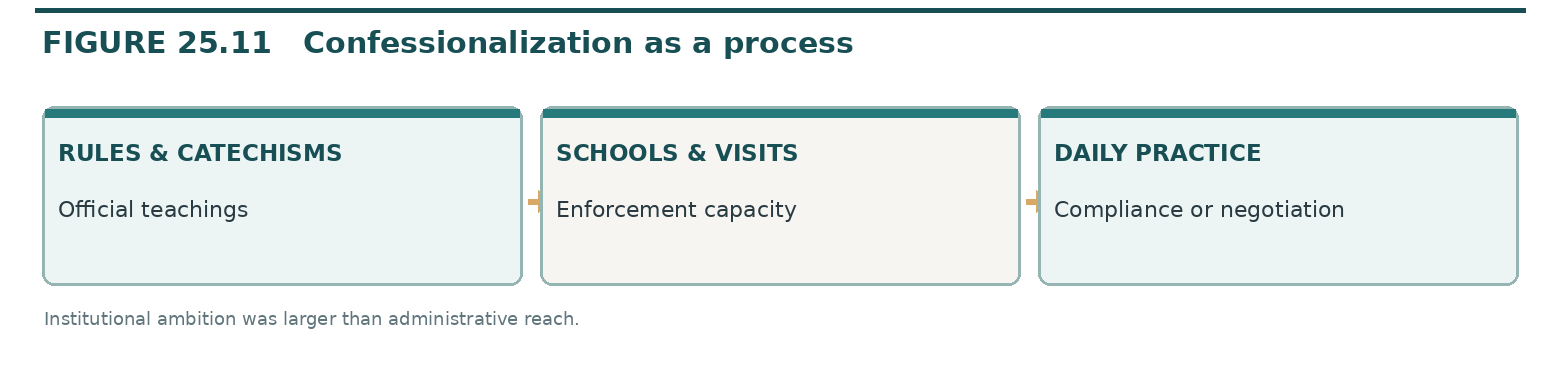 FIGURE 25.11 Confessionalization as a process
RULES & CATECHISMS
Official teachings
SCHOOLS & VISITS
Enforcement capacity
DAILY PRACTICE
Compliance or negotiation
Institutional ambition was larger than administrative reach.